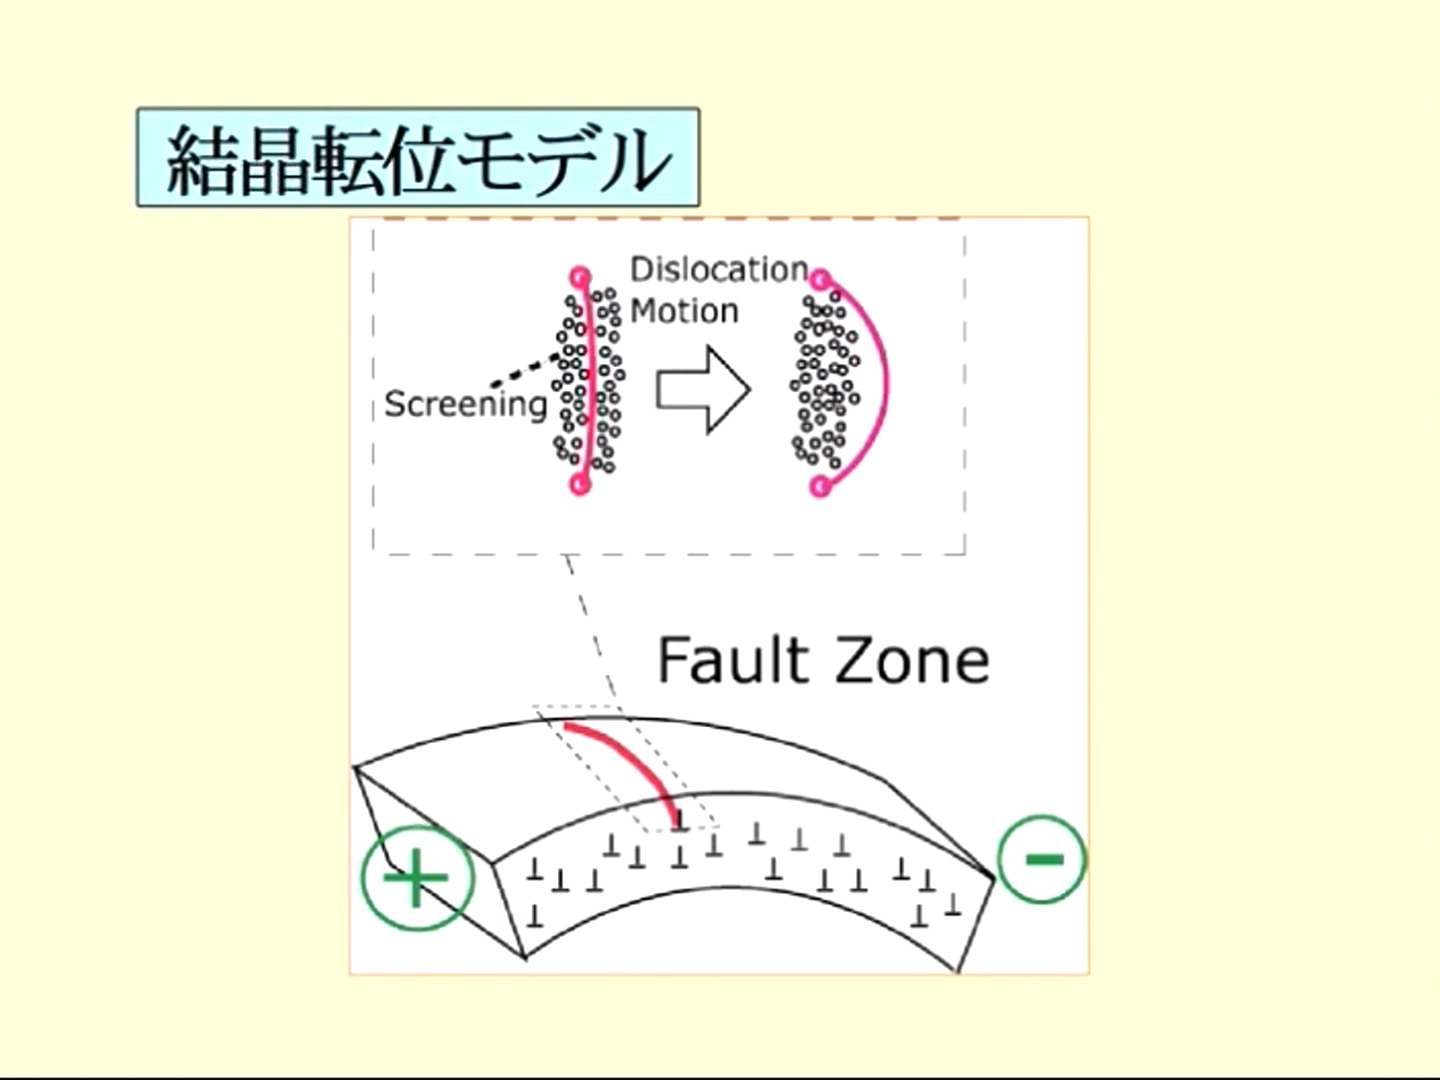 結晶転位モデル
Dislocation
Motion
Screening
Fault Zone
+
-